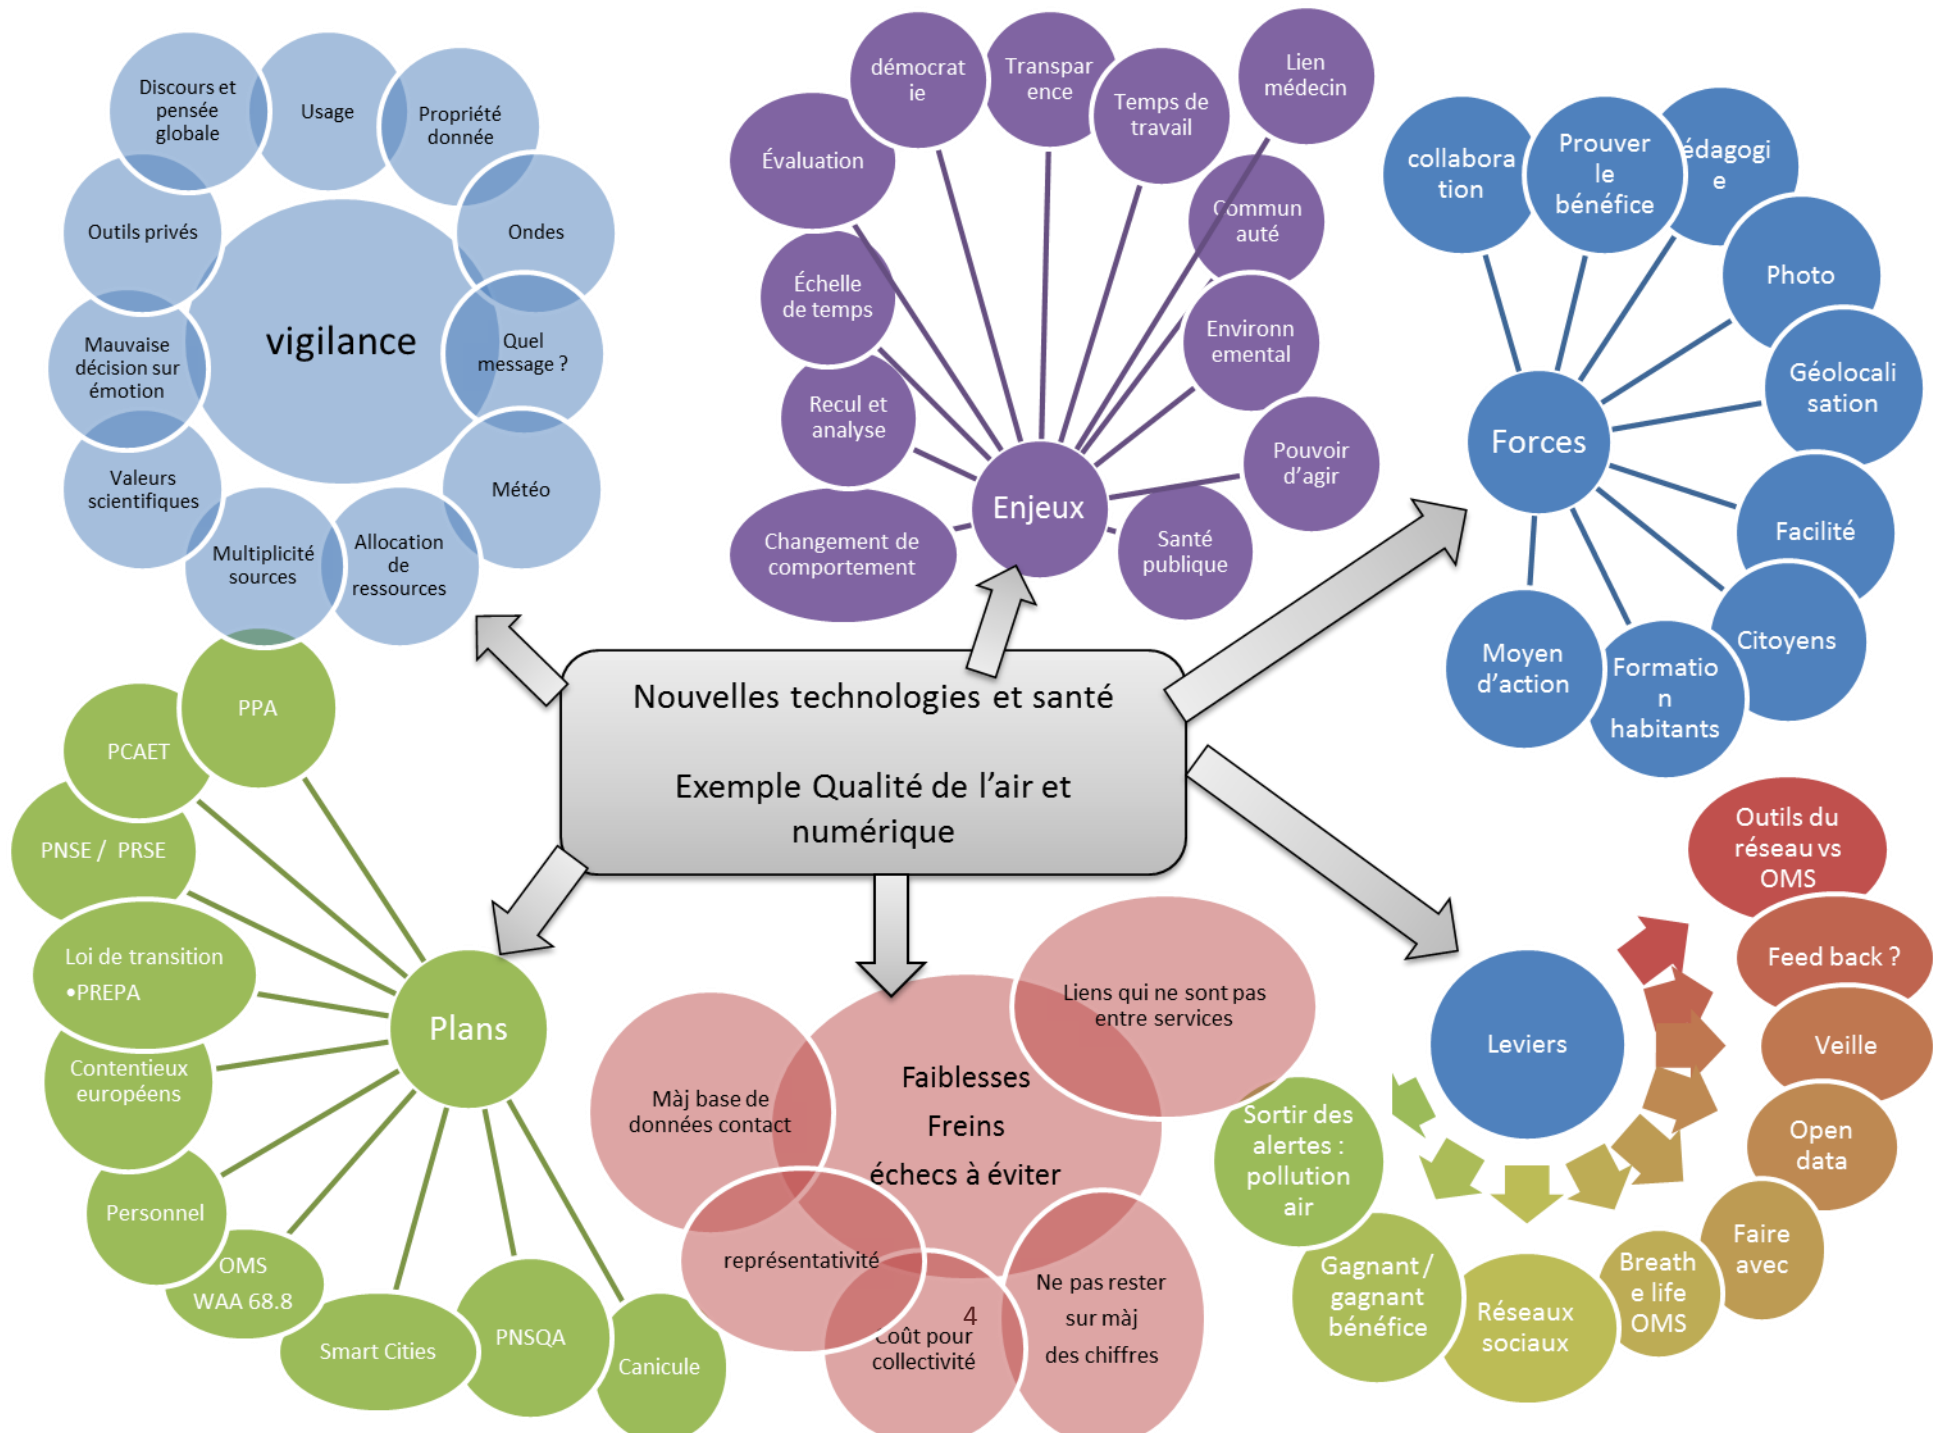 Discours et
pensée
globale
Usage
Propriété
donnée
Outils privés
Ondes
vigilance
Quel
message ?
Mauvaise
décision sur
émotion
Valeurs
scientifiques
Météo
Multiplicité
sources
Allocation
de
ressources
démocrat
ie
Transpar
ence
Temps de
travail
Lien
médecin
Évaluation
Commun
auté
Échelle
de temps
Environn
emental
Recul et
analyse
Pouvoir
d'agir
Enjeux
Changement de
comportement
Santé
publique
collabora
tion
Prouver
le
bénéfice
édagogi
e
Photo
Géolocali
sation
Forces
Facilité
Citoyens
Moyen
d'action
Formatio
n
habitants
Nouvelles technologies et santé
Exemple Qualité de l'air et
numérique
PPA
PCAET
PNSE / PRSE
Loi de transition
•PREPA
Plans
Contentieux
européens
Personnel
OMS
WAA 68.8
Smart Cities
PNSQA
Canicule
Liens qui ne sont pas
entre services
Faiblesses
Freins
échecs à éviter
Màj base de
données contact
représentativité
4
Coût pour
collectivité
Ne pas rester
sur màj
des chiffres
Outils du
réseau vs
OMS
Feed back ?
Leviers
Veille
Open
data
Faire
avec
Breath
e life
OMS
Réseaux
sociaux
Gagnant /
gagnant
bénéfice
Sortir des
alertes :
pollution
air